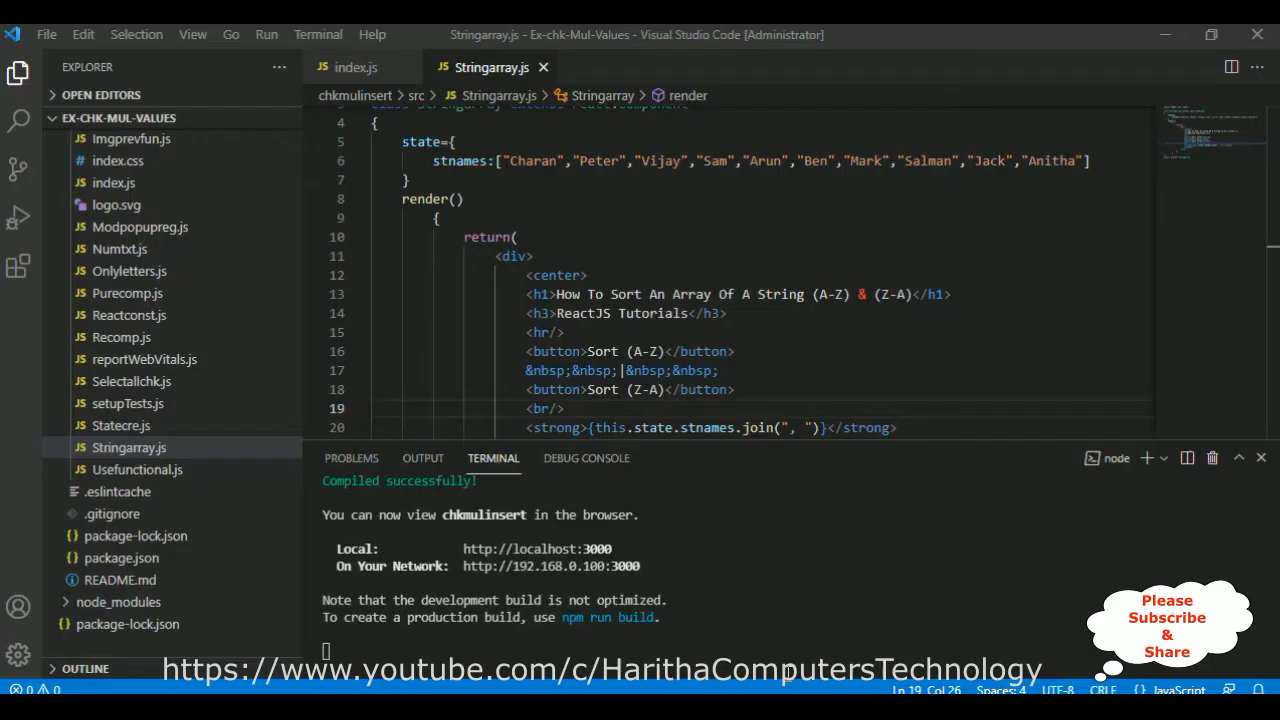 File Edit Selection View Go Run Terminal Help Stringarray.js - Ex-chk-Mul-Values - Visual Studio Code [Administrator]
EXPLORER
OPEN EDITORS
EX-CHK-MUL-VALUES
Imgprevfun.js
index.css
index.js
logo.svg
Modpopupreg.js
Numtxt.js
Onlyletters.js
Purecomp.js
Reactconst.js
Recomp.js
reportWebVitals.js
Selectallchk.js
setupTests.js
Statecre.js
Stringarray.js
Usefunctional.js
.eslintcache
.gitignore
package-lock.json
package.json
README.md
node_modules
package-lock.json
OUTLINE
JS index.js JS Stringarray.js
chkmulinsert > src > JS Stringarray.js > Stringarray > render
class Stringarray extends React.Component
4 {
5 state={
6 stnames:["Charan","Peter","Vijay","Sam","Arun","Ben","Mark","Salman","Jack","Anitha"]
7 }
8 render()
9 {
10 return(
11 <div>
12 <center>
13 <h1>How To Sort An Array Of A String (A-Z) & (Z-A)</h1>
14 <h3>ReactJS Tutorials</h3>
15 <hr/>
16 <button>Sort (A-Z)</button>
17 &nbsp;&nbsp;|&nbsp;&nbsp;
18 <button>Sort (Z-A)</button>
19 <br/>
20 <strong>{this.state.stnames.join(", ")}</strong>
PROBLEMS OUTPUT TERMINAL DEBUG CONSOLE node
Compiled successfully!
You can now view chkmulinsert in the browser.
Local: http://localhost:3000
On Your Network: http://192.168.0.100:3000
Note that the development build is not optimized.
To create a production build, use npm run build.
Please
Subscribe
&
Share
https://www.youtube.com/c/HarithaComputersTechnology
0 0 Ln 19, Col 26 Spaces: 4 UTF-8 CRLF {} JavaScript